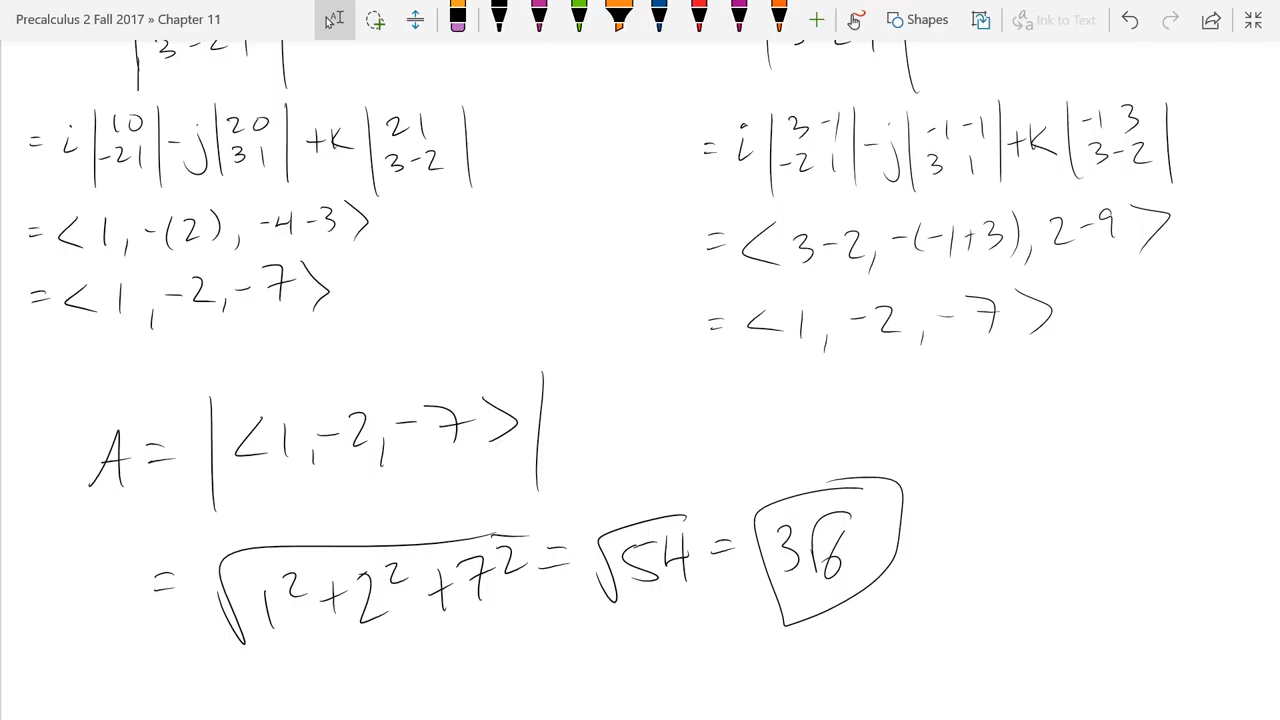 Precalculus 2 Fall 2017 » Chapter 11
Shapes
Ink to Text
3 -2 1
= i |1 0| - j |2 0| + k |2 1|
|-2 1| |3 1| |3 -2|
= <1, -(2), -4-3>
= <1, -2, -7>
= i |3 -1| - j |-1 -1| + k |-1 3|
|-2 1| |3 1| |3 -2|
= <3-2, -(-1+3), 2-9>
= <1, -2, -7>
A = |<1, -2, -7>|
= √(1²+2²+7²) = √54 = 3√6